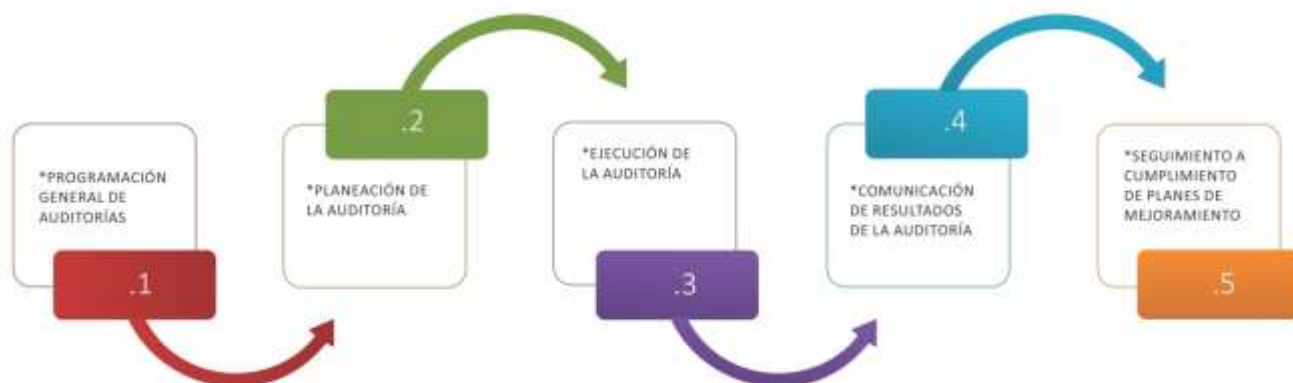 *PROGRAMACIÓN
GENERAL DE
AUDITORÍAS
.1
.2
*PLANEACIÓN DE
LA AUDITORÍA
*EJECUCIÓN DE
LA AUDITORÍA
.3
.4
*COMUNICACIÓN
DE RESULTADOS
DE LA AUDITORÍA
*SEGUIMIENTO A
CUMPLIMIENTO
DE PLANES DE
MEJORAMIENTO
.5